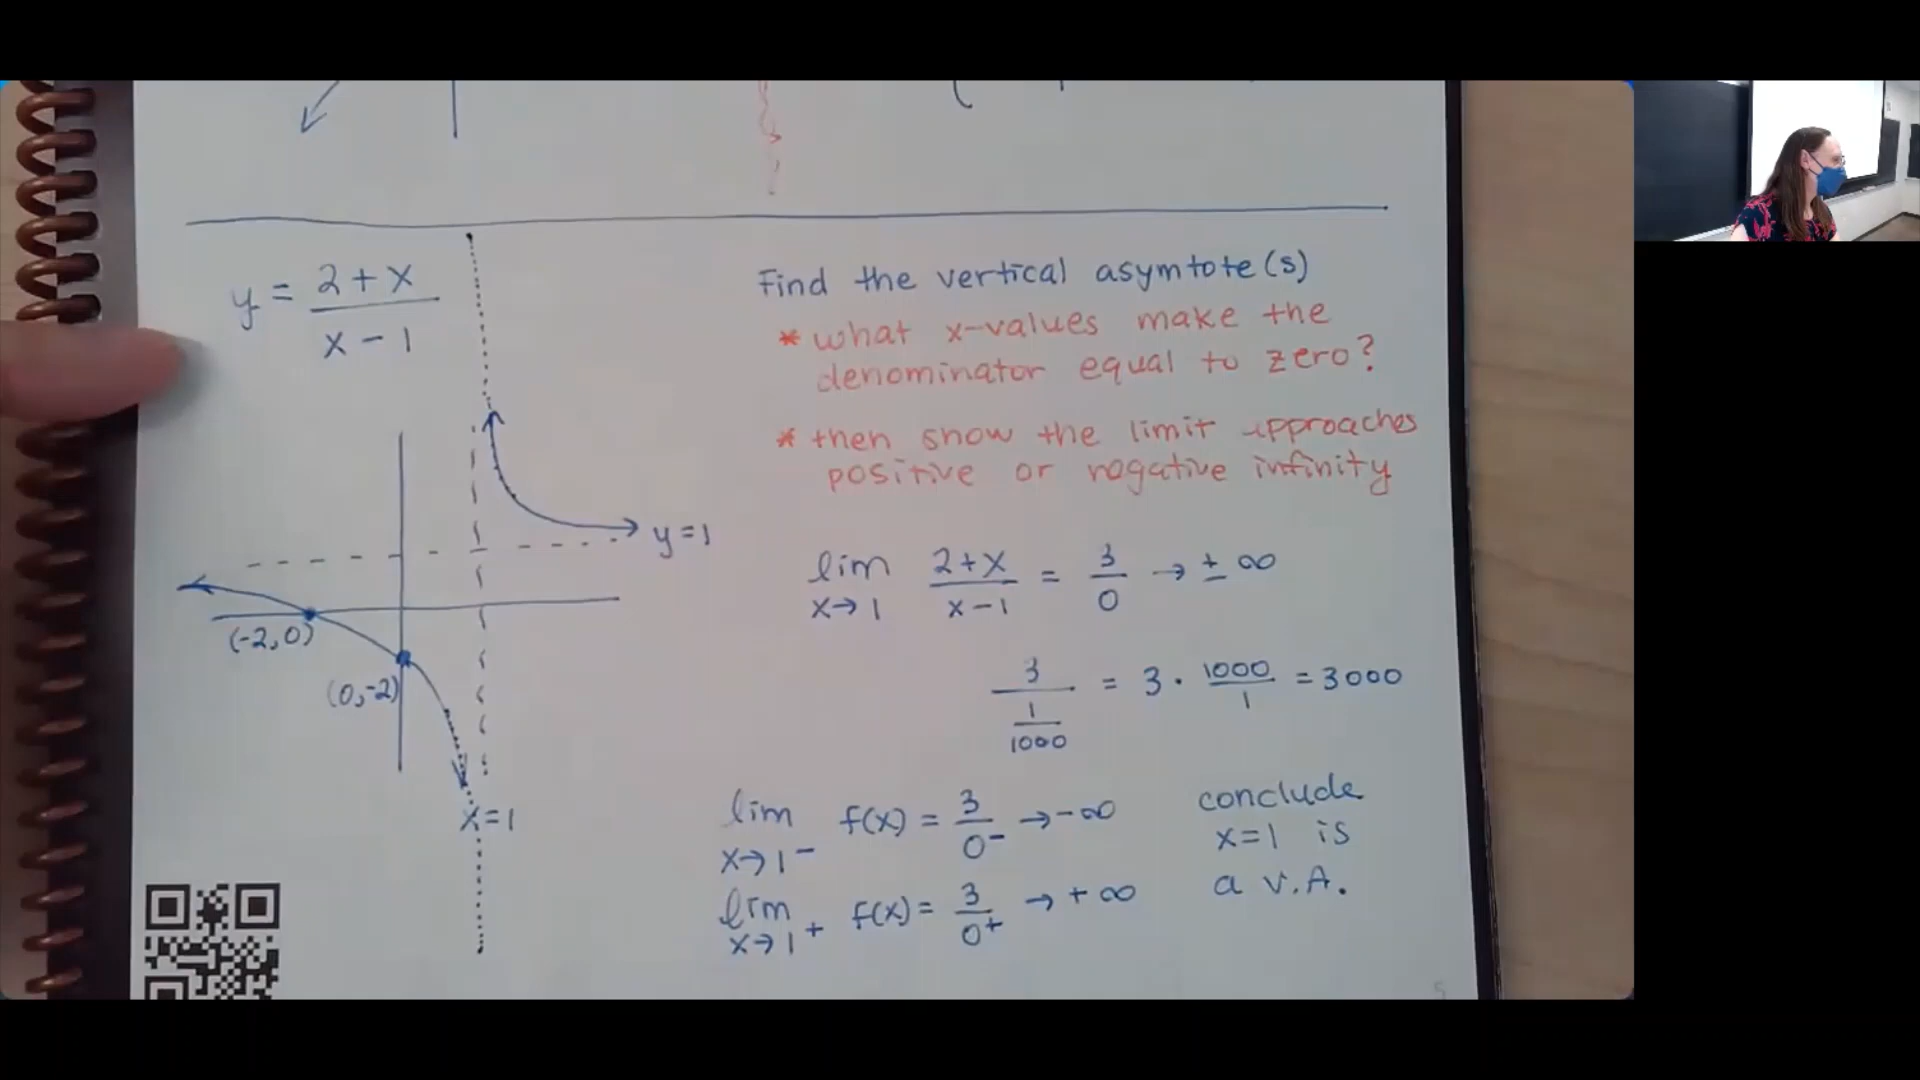 y = 2 + x / x - 1
y = 1
(-2,0)
(0,-2)
x = 1
Find the vertical asymtote(s)
* what x-values make the
denominator equal to zero?
* then show the limit approaches
positive or negative infinity
lim x→1 2+x / x-1 = 3/0 → ± ∞
3 / 1/1000 = 3 · 1000/1 = 3000
lim x→1⁻ f(x) = 3/0⁻ → -∞
lim x→1⁺ f(x) = 3/0⁺ → +∞
conclude
x=1 is
a V.A.